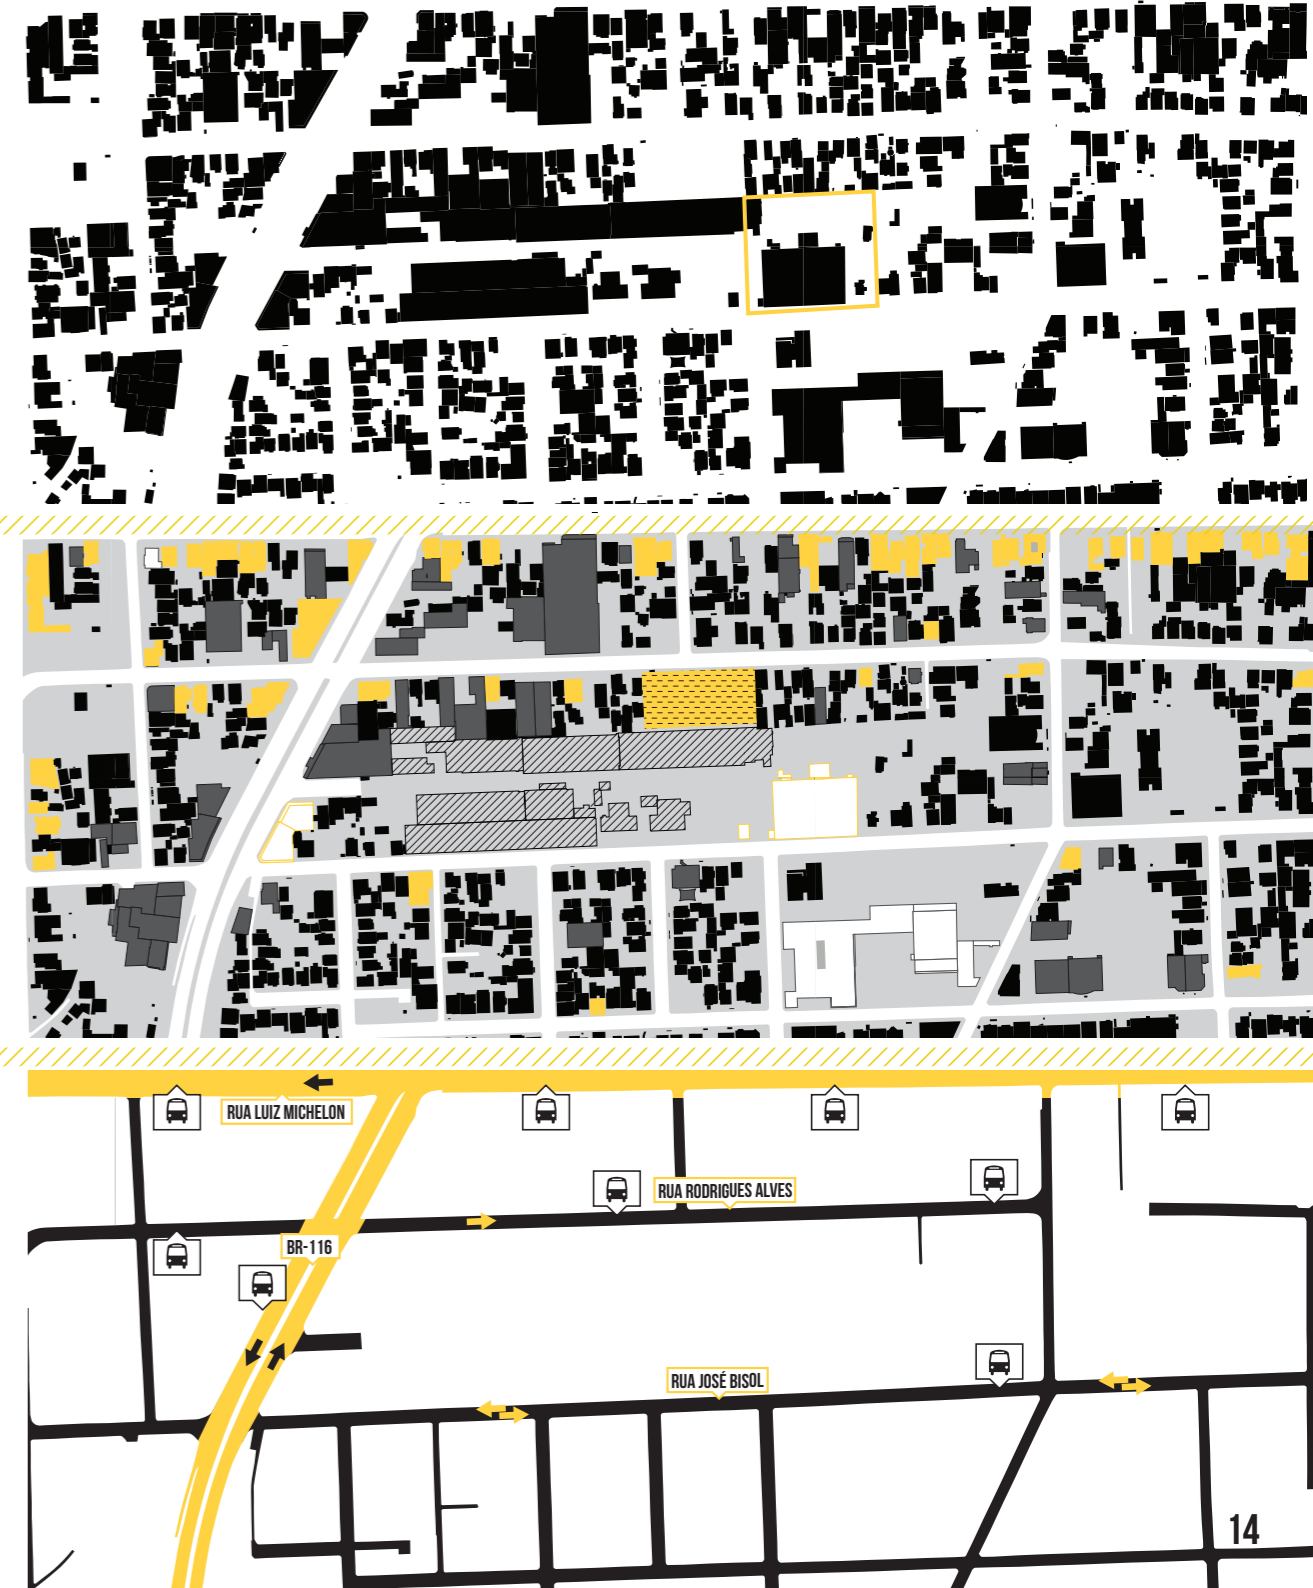 RUA LUIZ MICHELON
RUA RODRIGUES ALVES
BR-116
RUA JOSÉ BISOL
14